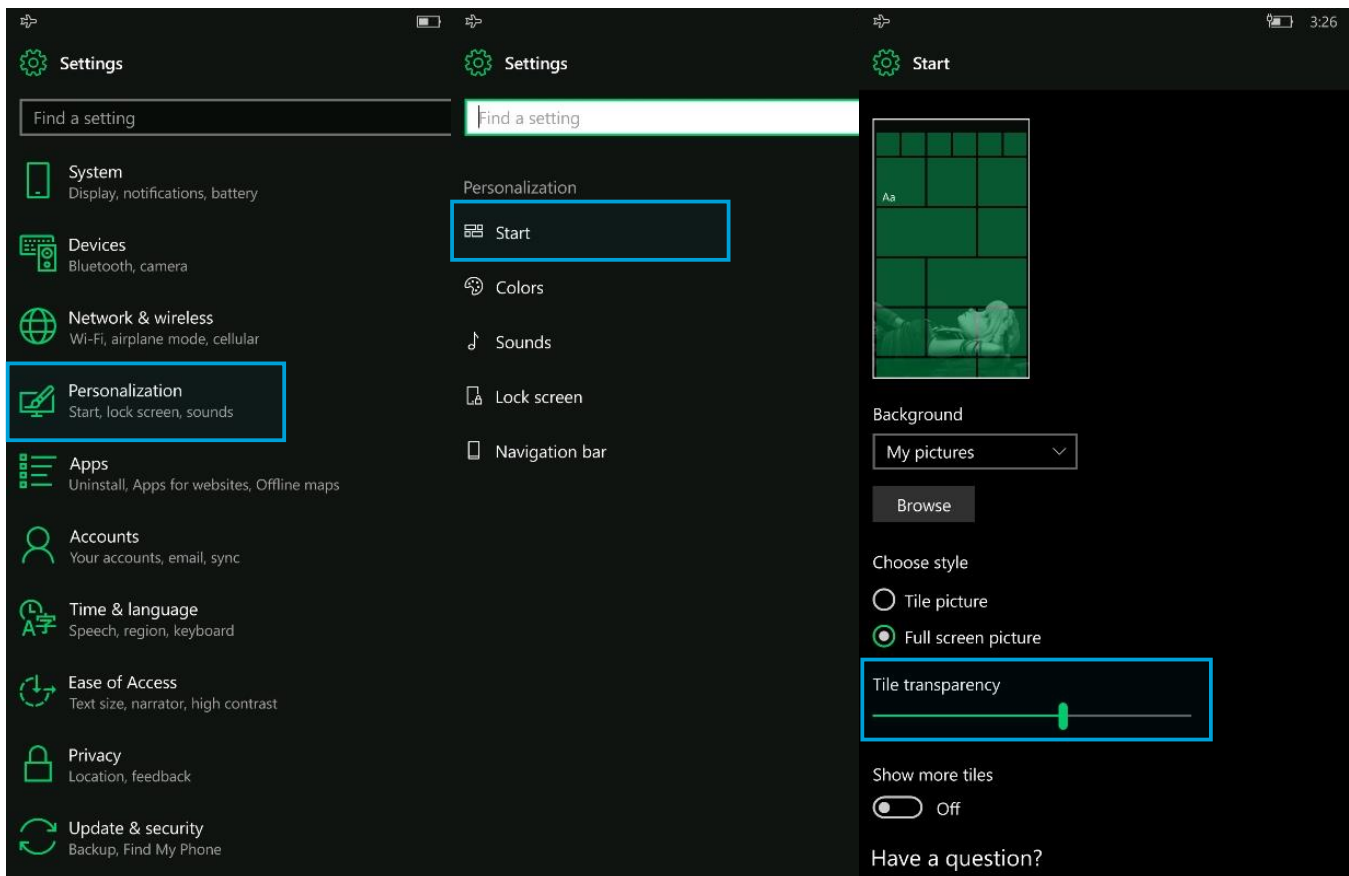 Settings
Find a setting
System
Display, notifications, battery
Devices
Bluetooth, camera
Network & wireless
Wi-Fi, airplane mode, cellular
Personalization
Start, lock screen, sounds
Apps
Uninstall, Apps for websites, Offline maps
Accounts
Your accounts, email, sync
Time & language
Speech, region, keyboard
Ease of Access
Text size, narrator, high contrast
Privacy
Location, feedback
Update & security
Backup, Find My Phone
Settings
Find a setting
Personalization
Start
Colors
Sounds
Lock screen
Navigation bar
3:26
Start
Aa
Background
My pictures
Browse
Choose style
Tile picture
Full screen picture
Tile transparency
Show more tiles
Off
Have a question?